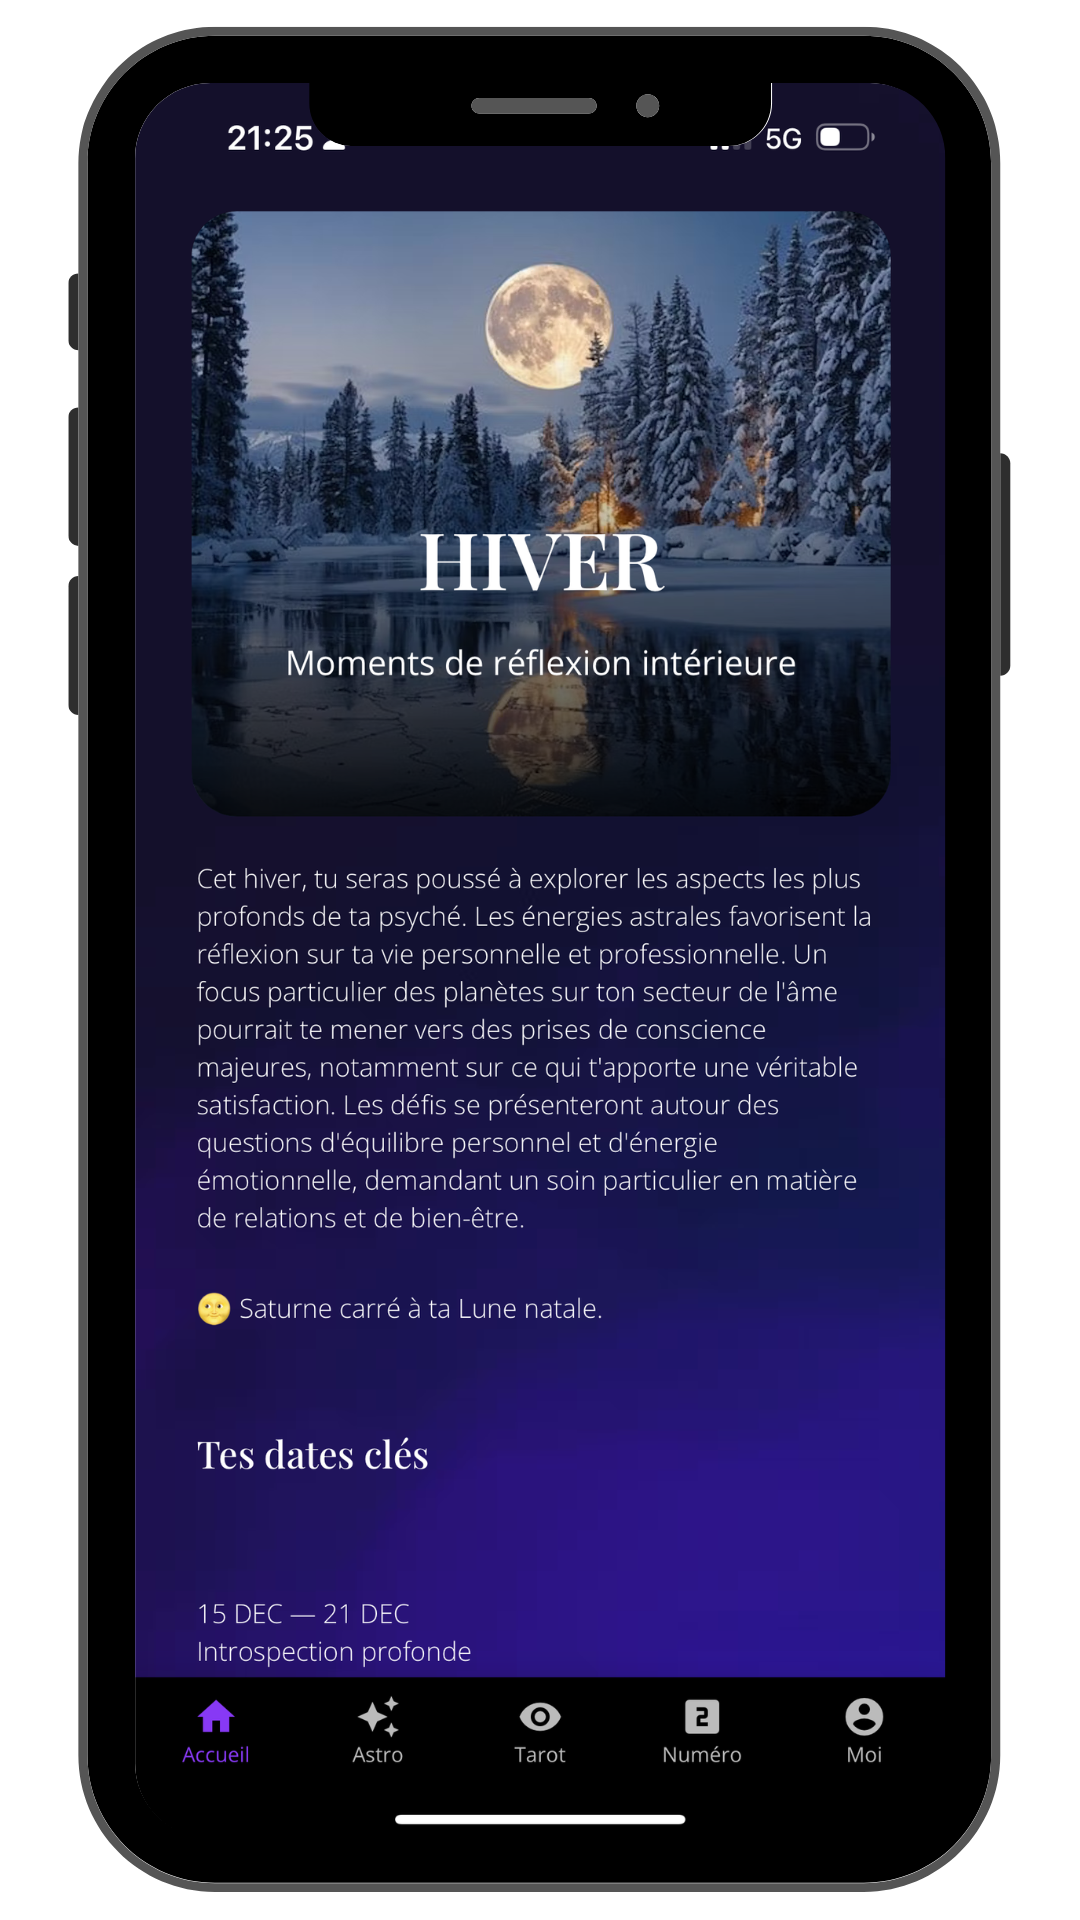 21:25
5G
HIVER
Moments de réflexion intérieure
Cet hiver, tu seras poussé à explorer les aspects les plus
profonds de ta psyché. Les énergies astrales favorisent la
réflexion sur ta vie personnelle et professionnelle. Un
focus particulier des planètes sur ton secteur de l'âme
pourrait te mener vers des prises de conscience
majeures, notamment sur ce qui t'apporte une véritable
satisfaction. Les défis se présenteront autour des
questions d'équilibre personnel et d'énergie
émotionnelle, demandant un soin particulier en matière
de relations et de bien-être.
🌝 Saturne carré à ta Lune natale.
Tes dates clés
15 DEC — 21 DEC
Introspection profonde
2
Accueil
Astro
Tarot
Numéro
Moi